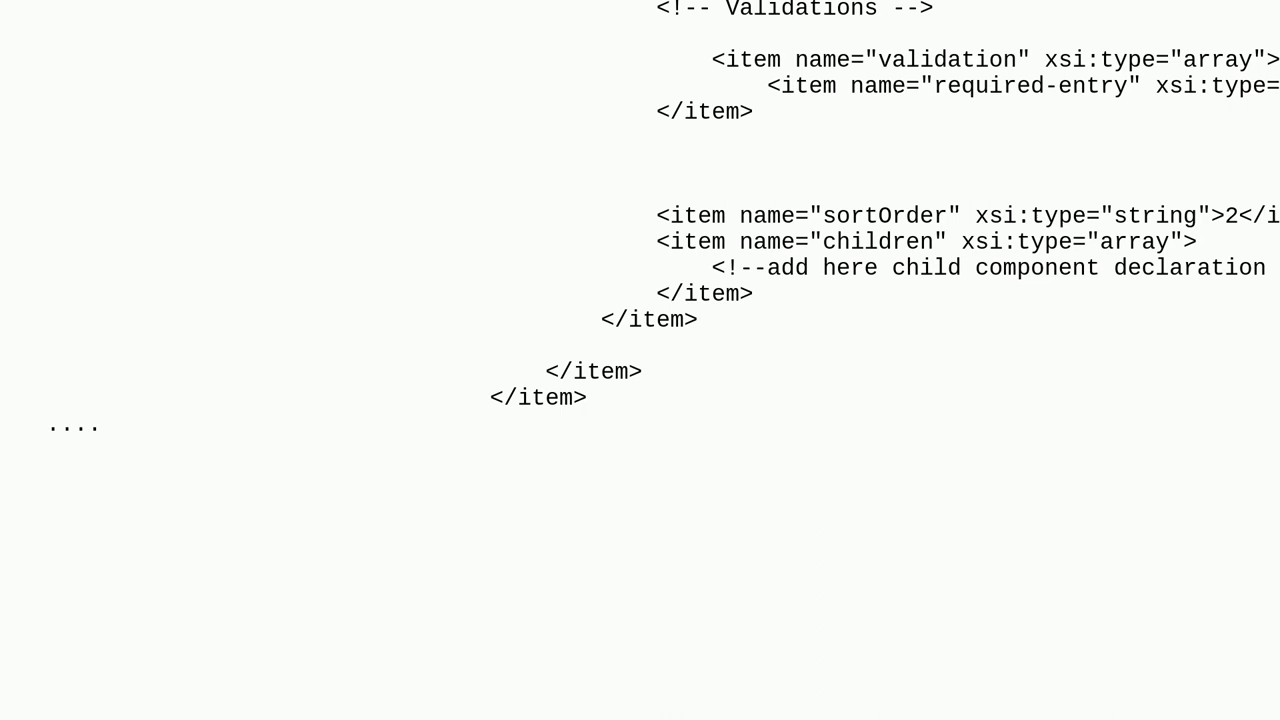 <!-- Validations -->
<item name="validation" xsi:type="array">
<item name="required-entry" xsi:type=
</item>
<item name="sortOrder" xsi:type="string">2</i
<item name="children" xsi:type="array">
<!--add here child component declaration
</item>
</item>
</item>
</item>
....